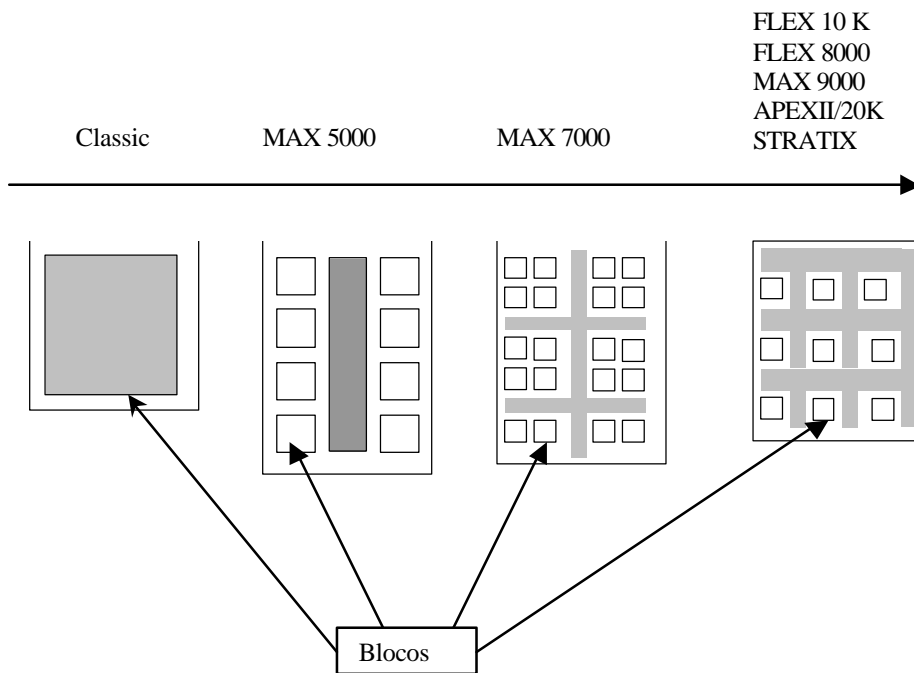 FLEX 10 K
FLEX 8000
MAX 9000
APEXII/20K
STRATIX
Classic
MAX 5000
MAX 7000
Blocos